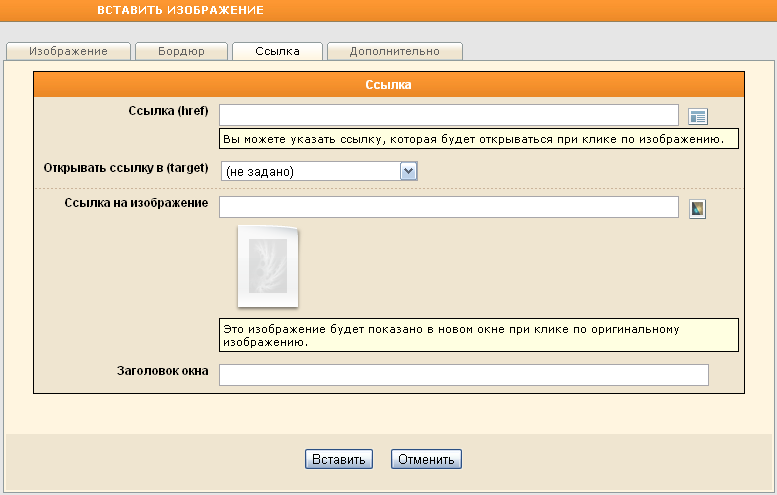 ВСТАВИТЬ ИЗОБРАЖЕНИЕ
Изображение Бордюр Ссылка Дополнительно
Ссылка
Ссылка (href)
Вы можете указать ссылку, которая будет открываться при клике по изображению.
Открывать ссылку в (target) (не задано)
Ссылка на изображение
Это изображение будет показано в новом окне при клике по оригинальному
изображению.
Заголовок окна
Вставить Отменить